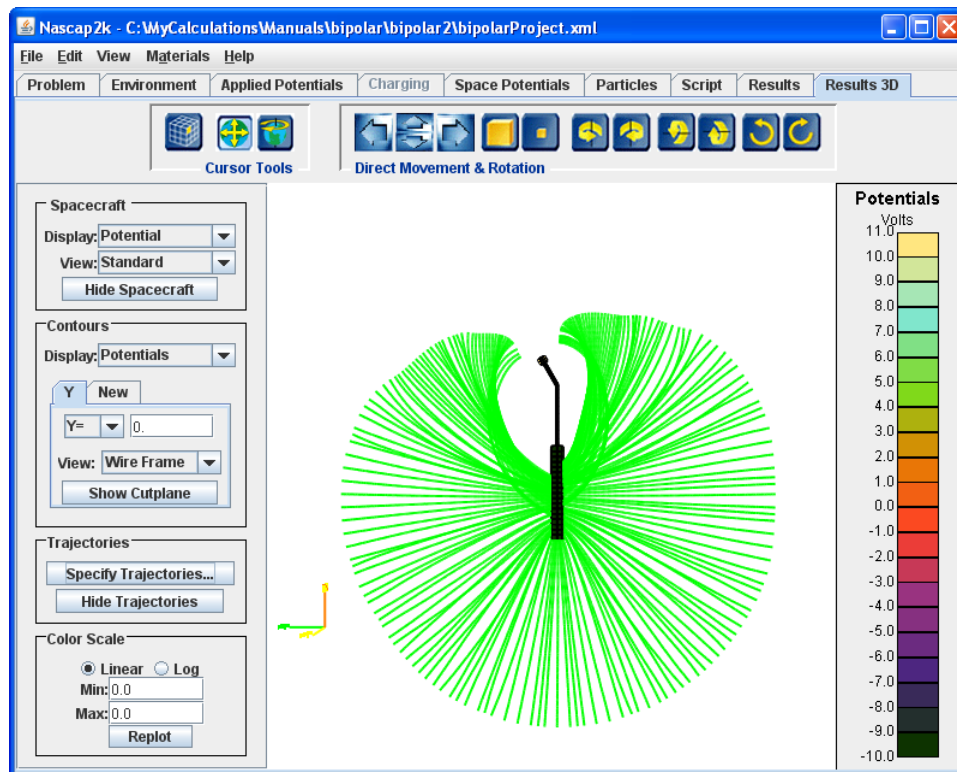 Nascap2k - C:\MyCalculations\Manuals\bipolar\bipolar2\bipolarProject.xml
File Edit View Materials Help
Problem Environment Applied Potentials Charging Space Potentials Particles Script Results Results 3D
Cursor Tools Direct Movement & Rotation
Spacecraft
Display: Potential
View: Standard
Hide Spacecraft
Contours
Display: Potentials
Y New
Y= 0.
View: Wire Frame
Show Cutplane
Trajectories
Specify Trajectories...
Hide Trajectories
Color Scale
Linear Log
Min: 0.0
Max: 0.0
Replot
Potentials
Volts
11.0
10.0
9.0
8.0
7.0
6.0
5.0
4.0
3.0
2.0
1.0
0.0
-1.0
-2.0
-3.0
-4.0
-5.0
-6.0
-7.0
-8.0
-9.0
-10.0